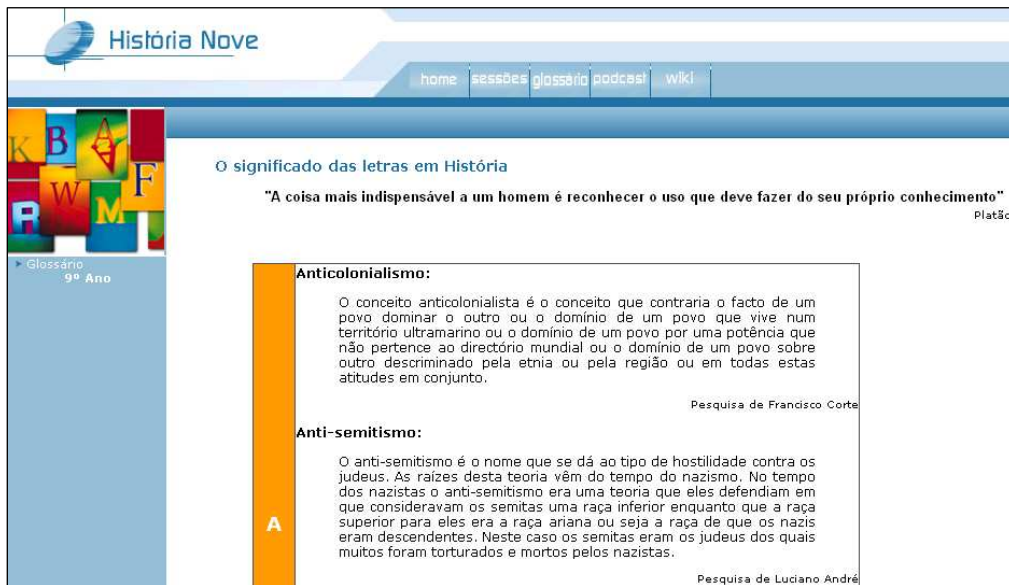 História Nove
home sessões glossário podcast wiki
O significado das letras em História
"A coisa mais indispensável a um homem é reconhecer o uso que deve fazer do seu próprio conhecimento"
Platão
Glossário
9º Ano
Anticolonialismo:
O conceito anticolonialista é o conceito que contraria o facto de um
povo dominar o outro ou o domínio de um povo que vive num
território ultramarino ou o domínio de um povo por uma potência que
não pertence ao directório mundial ou o domínio de um povo sobre
outro descriminado pela etnia ou pela região ou em todas estas
atitudes em conjunto.
Pesquisa de Francisco Corte
Anti-semitismo:
O anti-semitismo é o nome que se dá ao tipo de hostilidade contra os
judeus. As raízes desta teoria vêm do tempo do nazismo. No tempo
dos nazistas o anti-semitismo era uma teoria que eles defendiam em
que consideravam os semitas uma raça inferior enquanto que a raça
superior para eles era a raça ariana ou seja a raça de que os nazis
eram descendentes. Neste caso os semitas eram os judeus dos quais
muitos foram torturados e mortos pelos nazistas.
A
Pesquisa de Luciano André
K B A
W F
R M